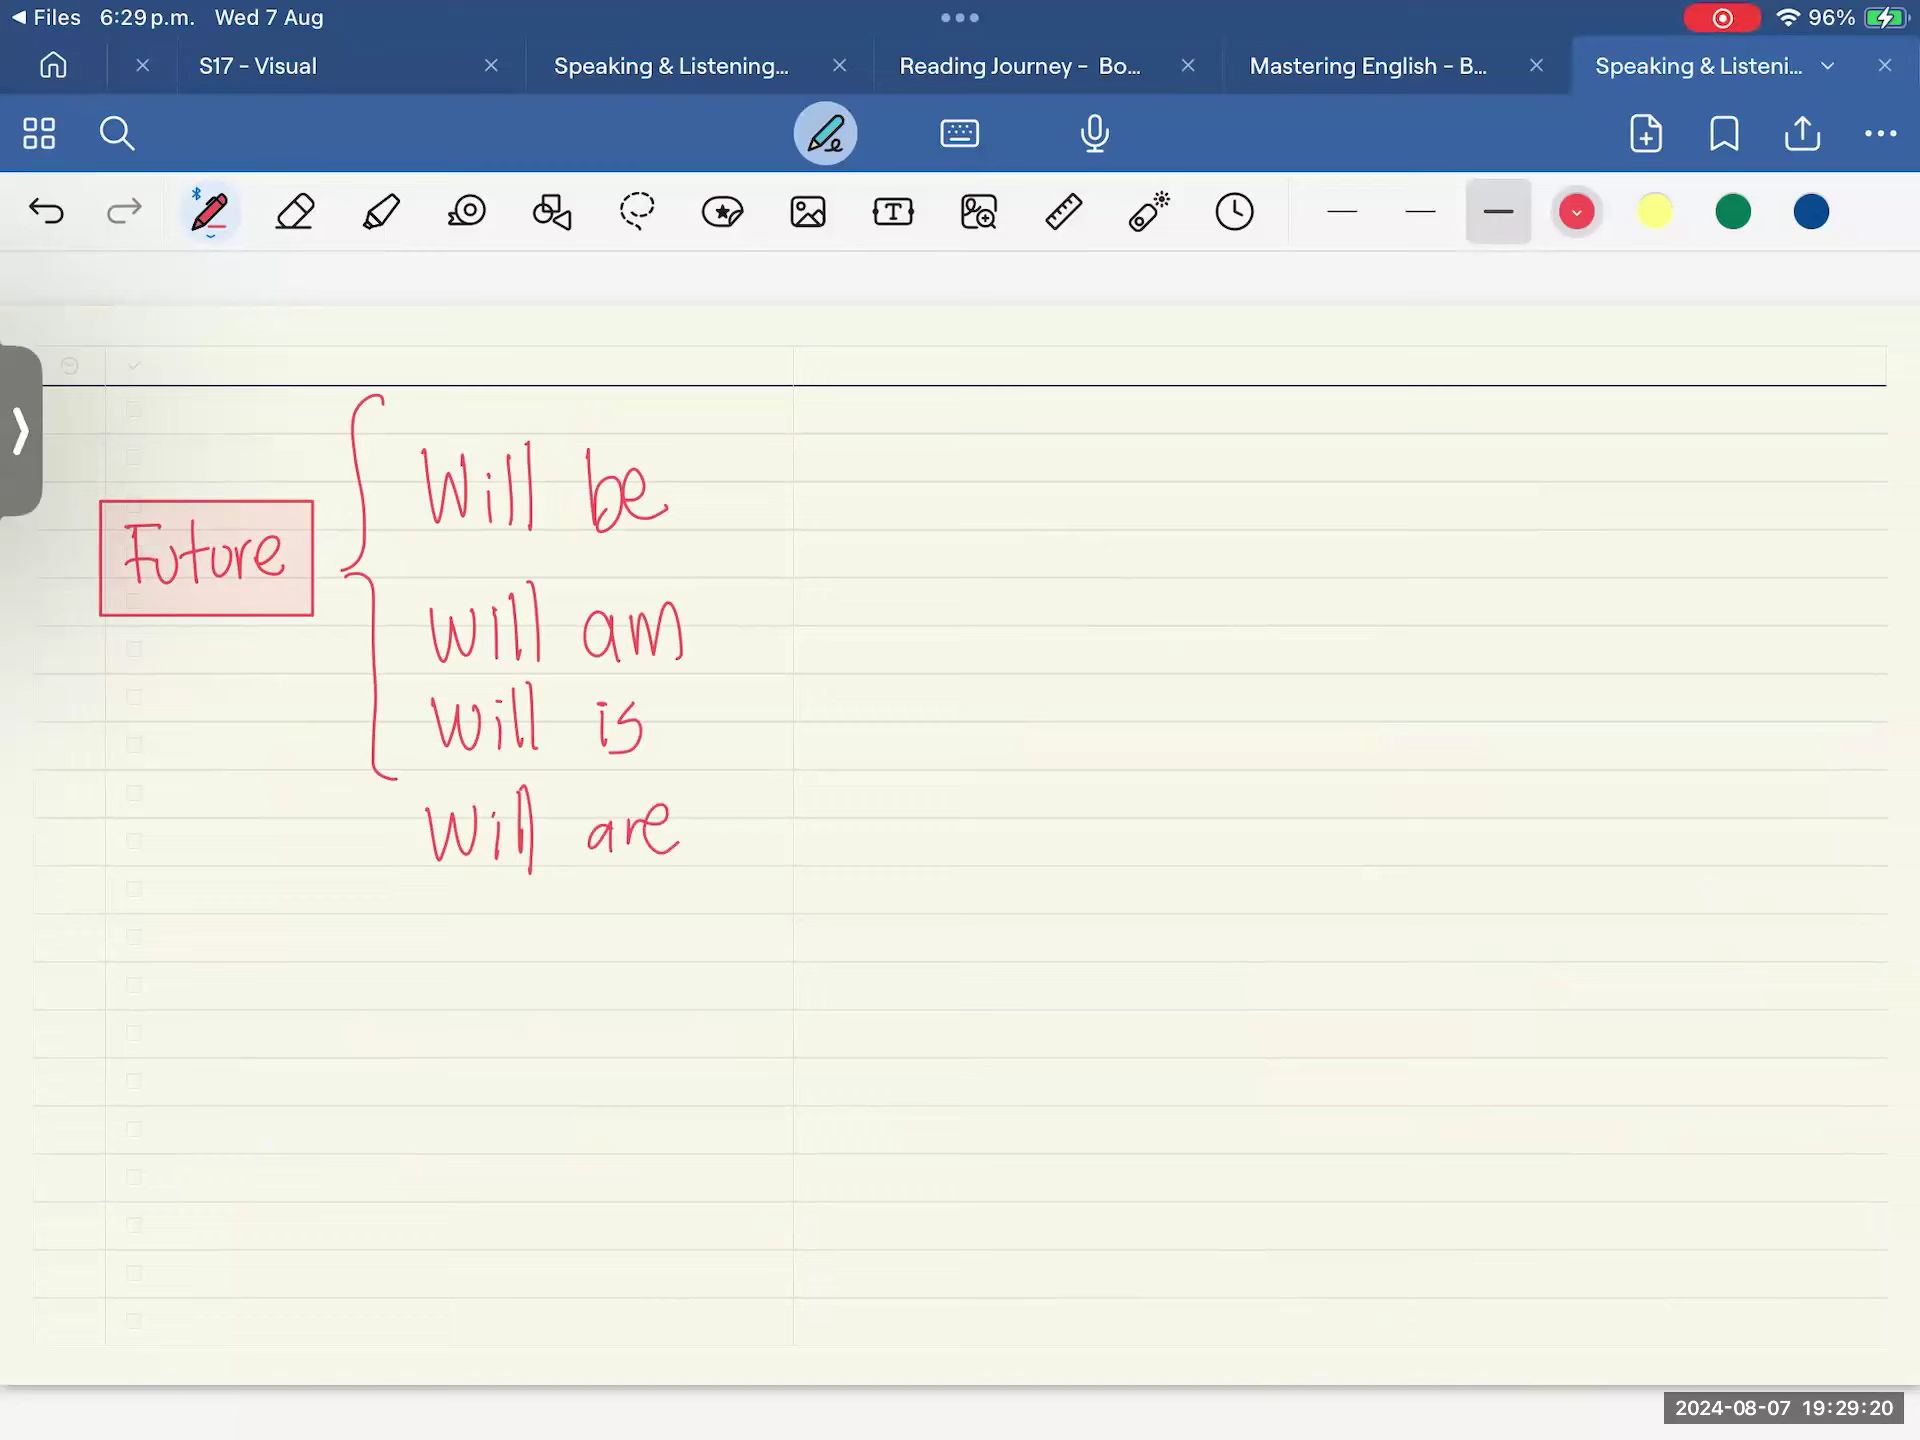 Files 6:29 p.m. Wed 7 Aug 96%
S17 - Visual Speaking & Listening... Reading Journey - Bo... Mastering English - B... Speaking & Listeni...
Will be
Future
Will am
Will is
Will are
2024-08-07 19:29:20